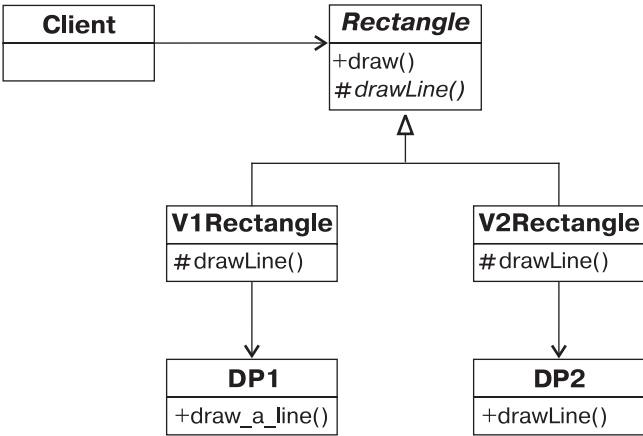 Client
Rectangle
+draw()
#drawLine()
V1Rectangle
#drawLine()
V2Rectangle
#drawLine()
DP1
+draw_a_line()
DP2
+drawLine()